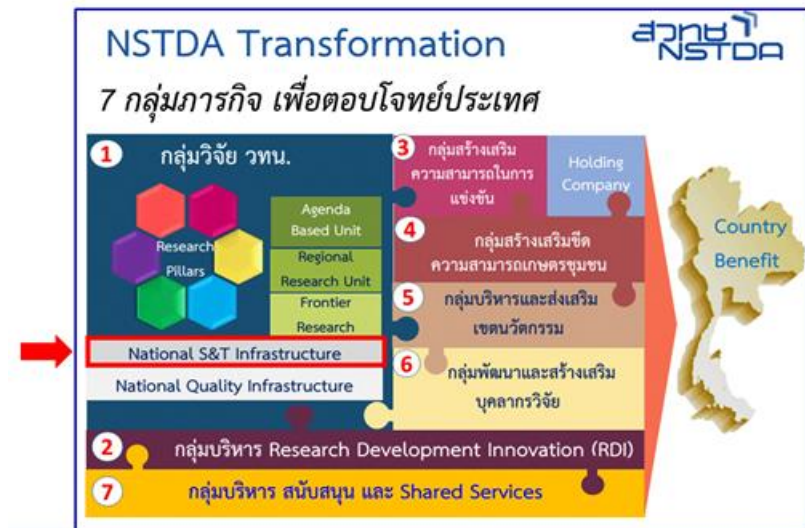 NSTDA Transformation
สวทช
NSTDA
7 กลุ่มภารกิจ เพื่อตอบโจทย์ประเทศ
1
กลุ่มวิจัย วทน.
Research
Pillars
Agenda
Based Unit
Regional
Research Unit
Frontier
Research
National S&T Infrastructure
National Quality Infrastructure
3
กลุ่มสร้างเสริม
ความสามารถในการ
แข่งขัน
Holding
Company
4
กลุ่มสร้างเสริมขีด
ความสามารถเกษตรชุมชน
5
กลุ่มบริหารและส่งเสริม
เขตนวัตกรรม
6
กลุ่มพัฒนาและสร้างเสริม
บุคลากรวิจัย
2
กลุ่มบริหาร Research Development Innovation (RDI)
7
กลุ่มบริหาร สนับสนุน และ Shared Services
Country
Benefit